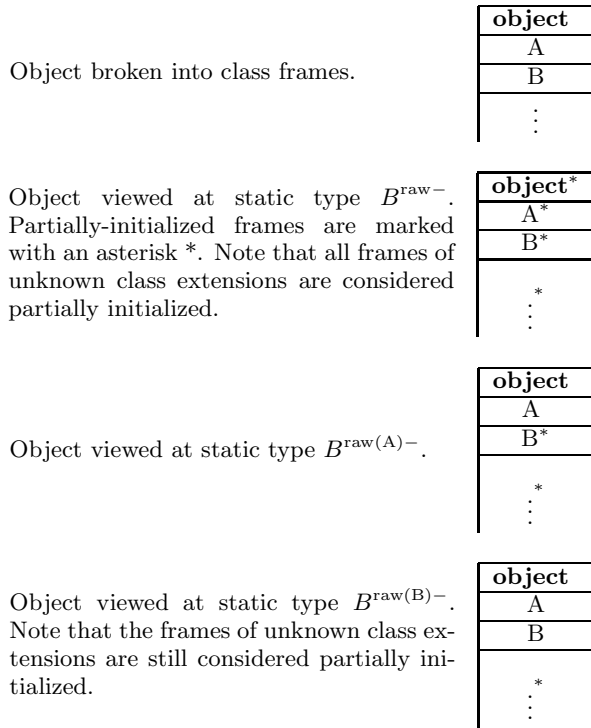 object
A
Object broken into class frames.
B
⋮
Object viewed at static type B^raw−.
Partially-initialized frames are marked
with an asterisk *. Note that all frames of
unknown class extensions are considered
partially initialized.
object*
A*
B*
*
⋮
object
A
Object viewed at static type B^raw(A)−.
B*
*
⋮
Object viewed at static type B^raw(B)−.
Note that the frames of unknown class ex-
tensions are still considered partially ini-
tialized.
object
A
B
*
⋮